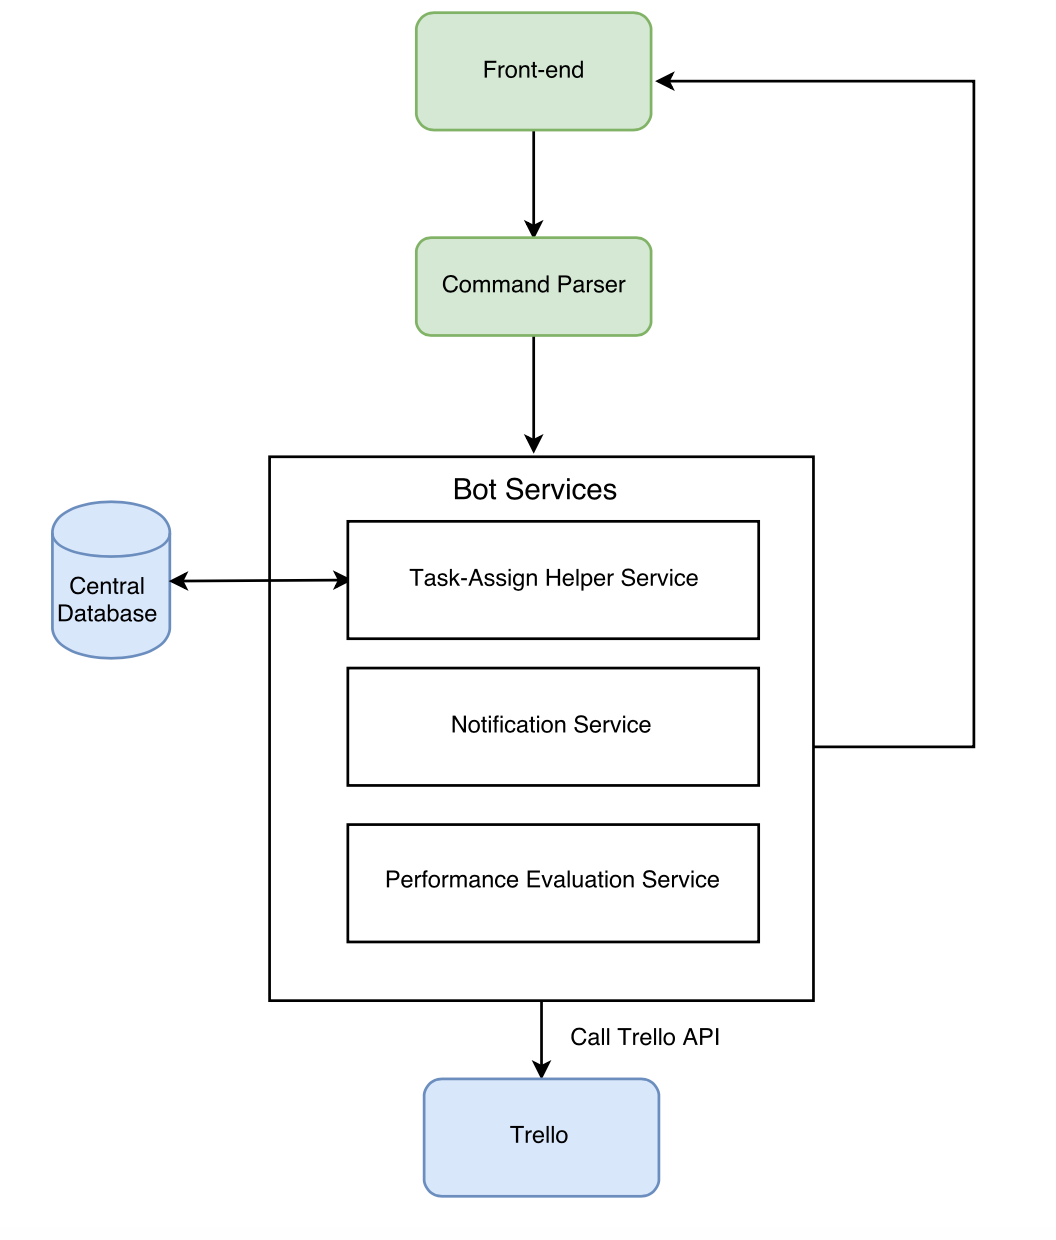 Front-end
Command Parser
Bot Services
Central
Database
Task-Assign Helper Service
Notification Service
Performance Evaluation Service
Call Trello API
Trello